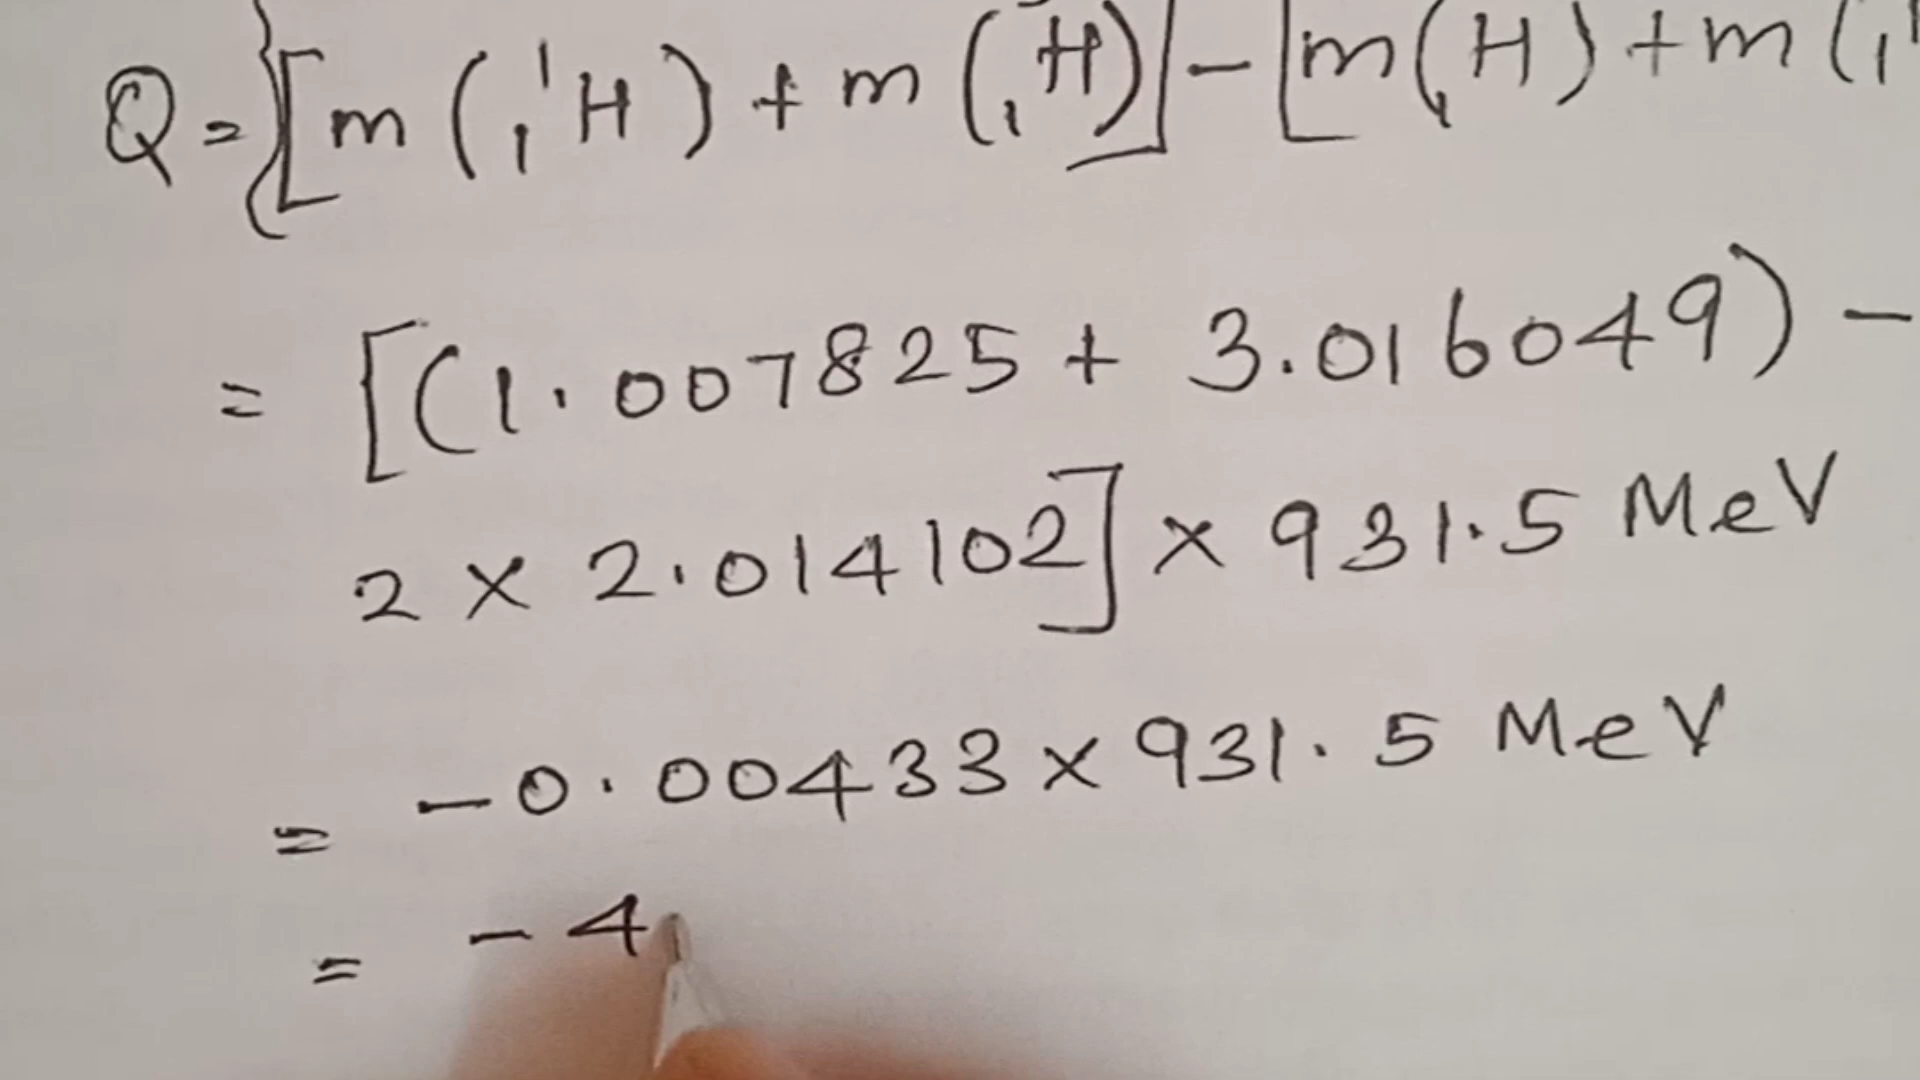 Q = {[m(₁¹H) + m(₁H)] - [m(₁H) + m(₁
= [(1.007825 + 3.016049) -
2 × 2.014102] × 931.5 MeV
= -0.00433 × 931.5 MeV
= -4